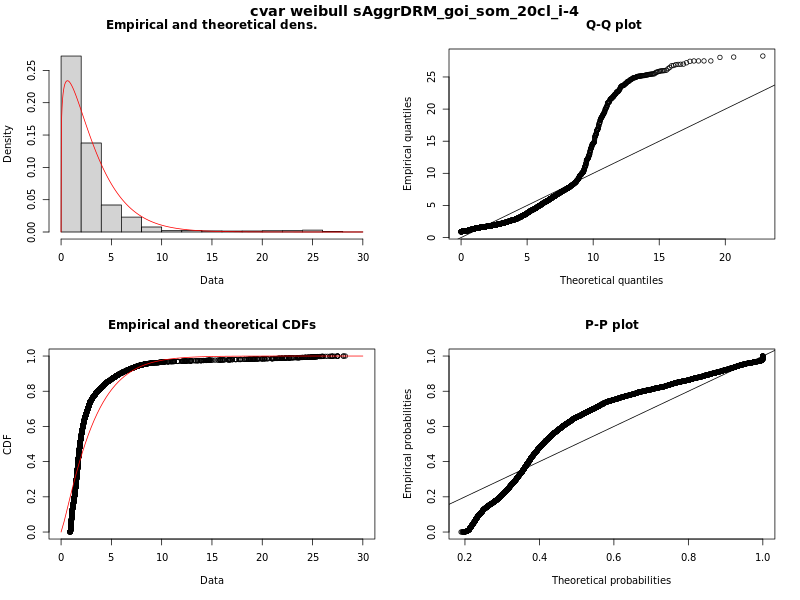 cvar weibull sAggrDRM_goi_som_20cl_i-4
Empirical and theoretical dens.
Density
0.00 0.05 0.10 0.15 0.20 0.25
0 5 10 15 20 25 30
Data
Q-Q plot
Empirical quantiles
0 5 10 15 20 25
0 5 10 15 20
Theoretical quantiles
Empirical and theoretical CDFs
CDF
0.0 0.2 0.4 0.6 0.8 1.0
0 5 10 15 20 25 30
Data
P-P plot
Empirical probabilities
0.0 0.2 0.4 0.6 0.8 1.0
0.2 0.4 0.6 0.8 1.0
Theoretical probabilities